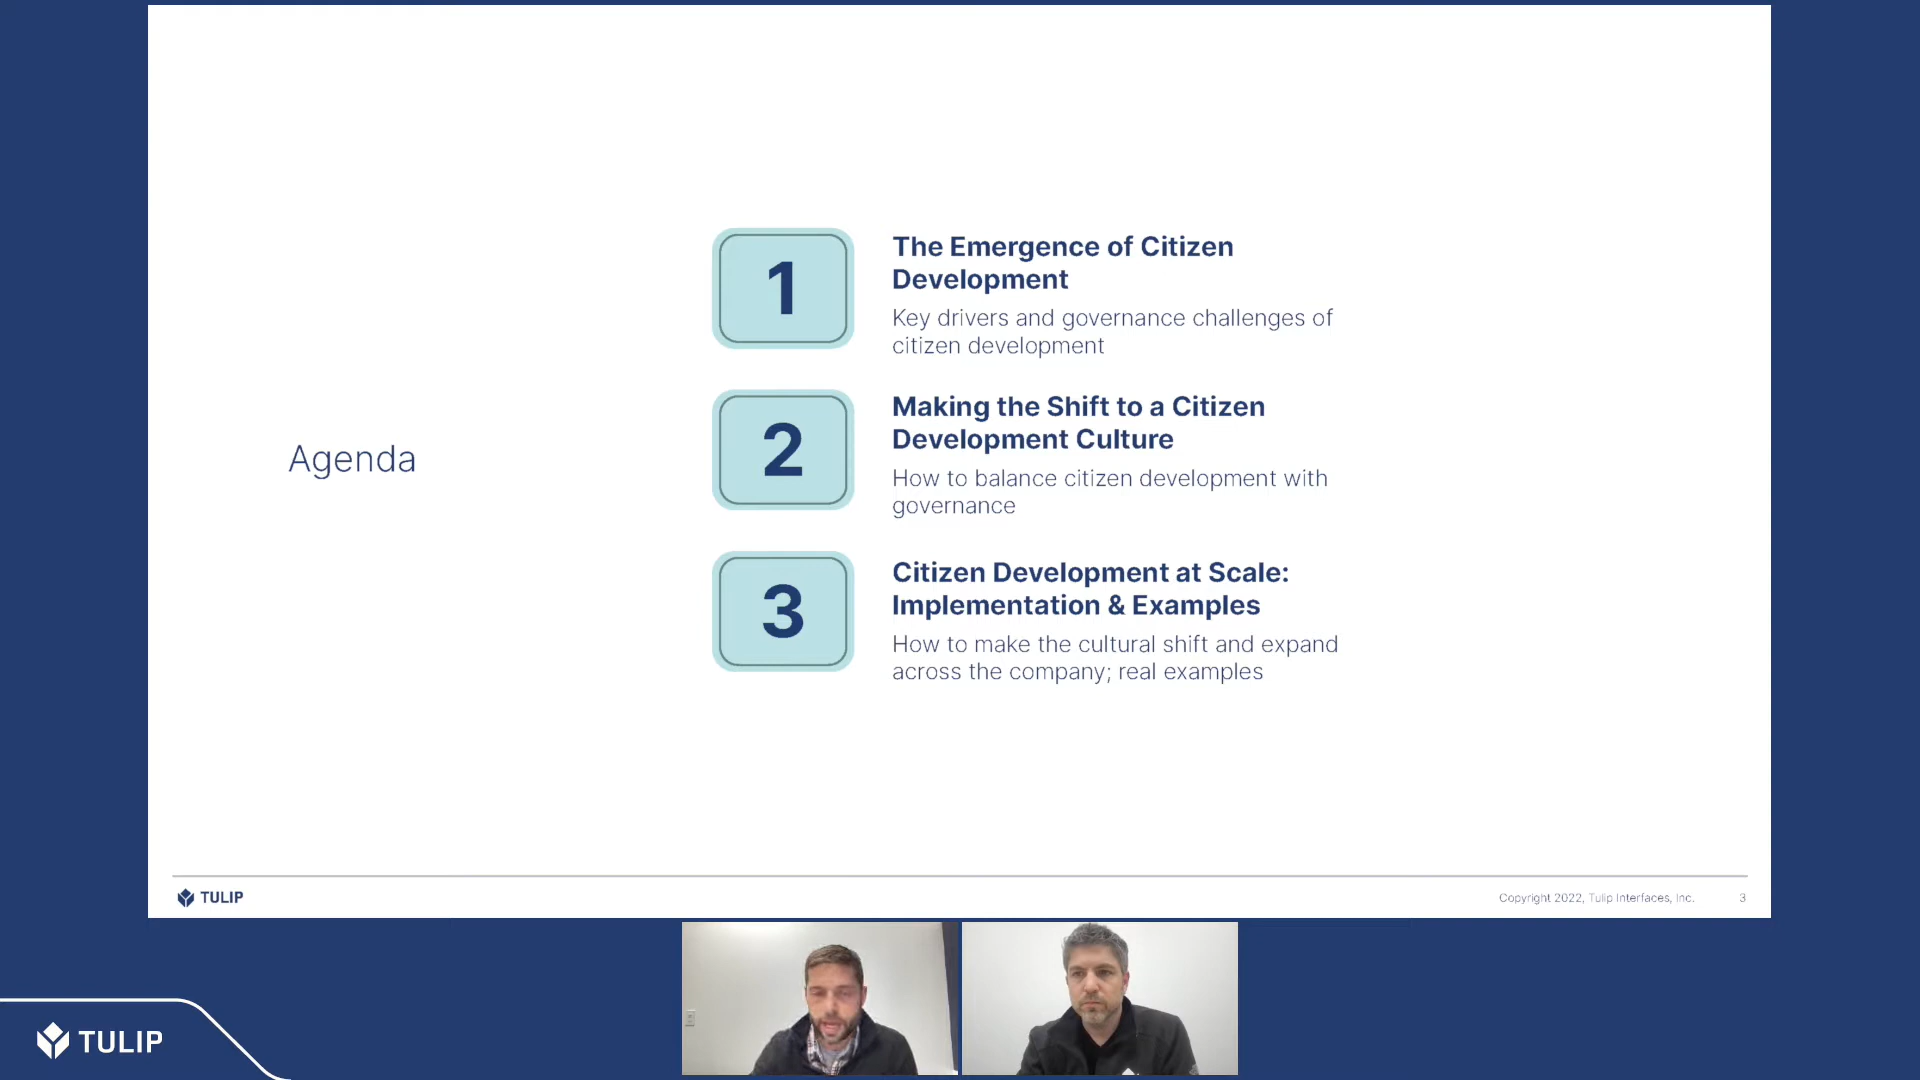 Agenda
1
The Emergence of Citizen
Development
Key drivers and governance challenges of
citizen development
2
Making the Shift to a Citizen
Development Culture
How to balance citizen development with
governance
3
Citizen Development at Scale:
Implementation & Examples
How to make the cultural shift and expand
across the company; real examples
TULIP
Copyright 2022, Tulip Interfaces, Inc.
3
TULIP